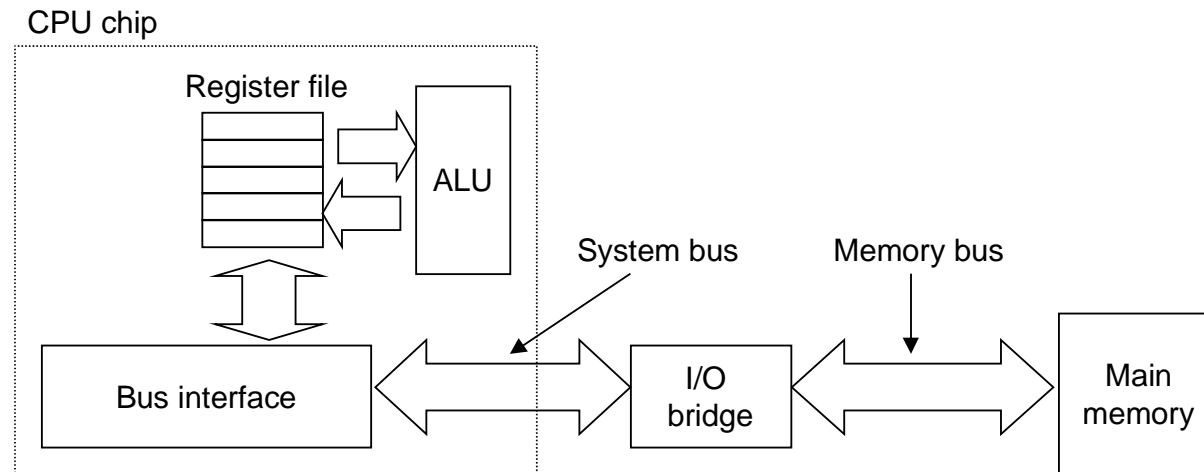 CPU chip
Register file
ALU
System bus
Memory bus
Bus interface
I/O
bridge
Main
memory